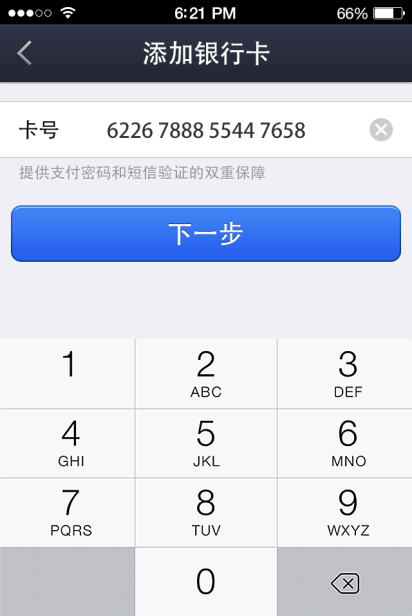 6:21 PM
66%
添加银行卡
卡号 6226 7888 5544 7658
提供支付密码和短信验证的双重保障
下一步
1
2 ABC
3 DEF
4 GHI
5 JKL
6 MNO
7 PQRS
8 TUV
9 WXYZ
0